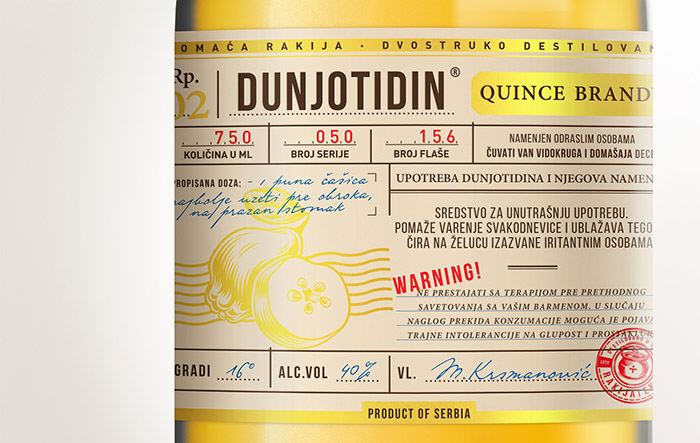 OMAĆA RAKIJA • DVOSTRUKO DESTILOVAN
Rp.
02
DUNJOTIDIN®
QUINCE BRANDY
750
KOLIČINA U ML
050
BROJ SERIJE
156
BROJ FLAŠE
NAMENJEN ODRASLIM OSOBAMA
ČUVATI VAN VIDOKRUGA I DOMAŠAJA DECE
PROPISANA DOZA: - 1 puna čašica
najbolje uzeti pre obroka,
na prazan stomak
UPOTREBA DUNJOTIDINA I NJEGOVA NAMEN
SREDSTVO ZA UNUTRAŠNJU UPOTREBU.
POMAŽE VARENJE SVAKODNEVICE I UBLAŽAVA TEGO
ČIRA NA ŽELUCU IZAZVANE IRITANTNIM OSOBAMA
WARNING!
NE PRESTAJATI SA TERAPIJOM PRE PRETHODNOG
SAVETOVANJA SA VAŠIM BARMENOM. U SLUČAJU
NAGLOG PREKIDA KONZUMACIJE MOGUĆA JE POJAVA
TRAJNE INTOLERANCIJE NA GLUPOST I PROSTAKLUK
GRADI 16°
ALC.VOL 40%
VL. M. Krsmanović
PRODUCT OF SERBIA